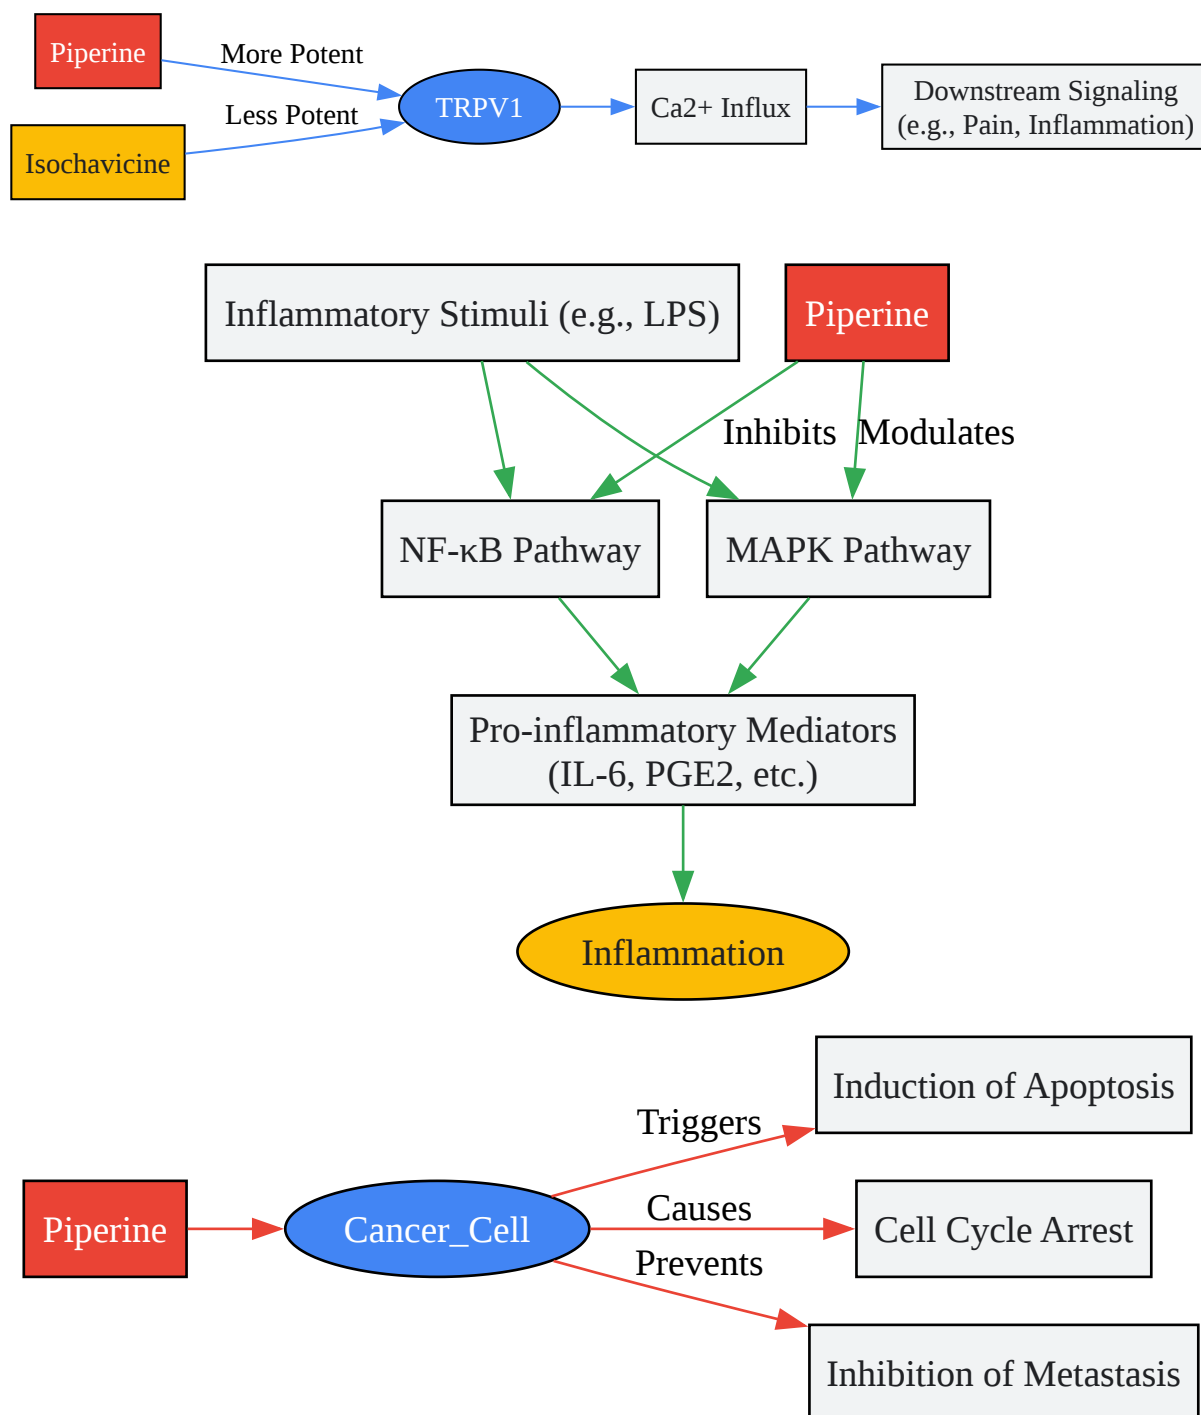 Piperine
More Potent
Less Potent
Isochavicine
TRPV1
Ca2+ Influx
Downstream Signaling
(e.g., Pain, Inflammation)
Inflammatory Stimuli (e.g., LPS)
Piperine
Inhibits
Modulates
NF-κB Pathway
MAPK Pathway
Pro-inflammatory Mediators
(IL-6, PGE2, etc.)
Inflammation
Piperine
Cancer_Cell
Triggers
Causes
Prevents
Induction of Apoptosis
Cell Cycle Arrest
Inhibition of Metastasis